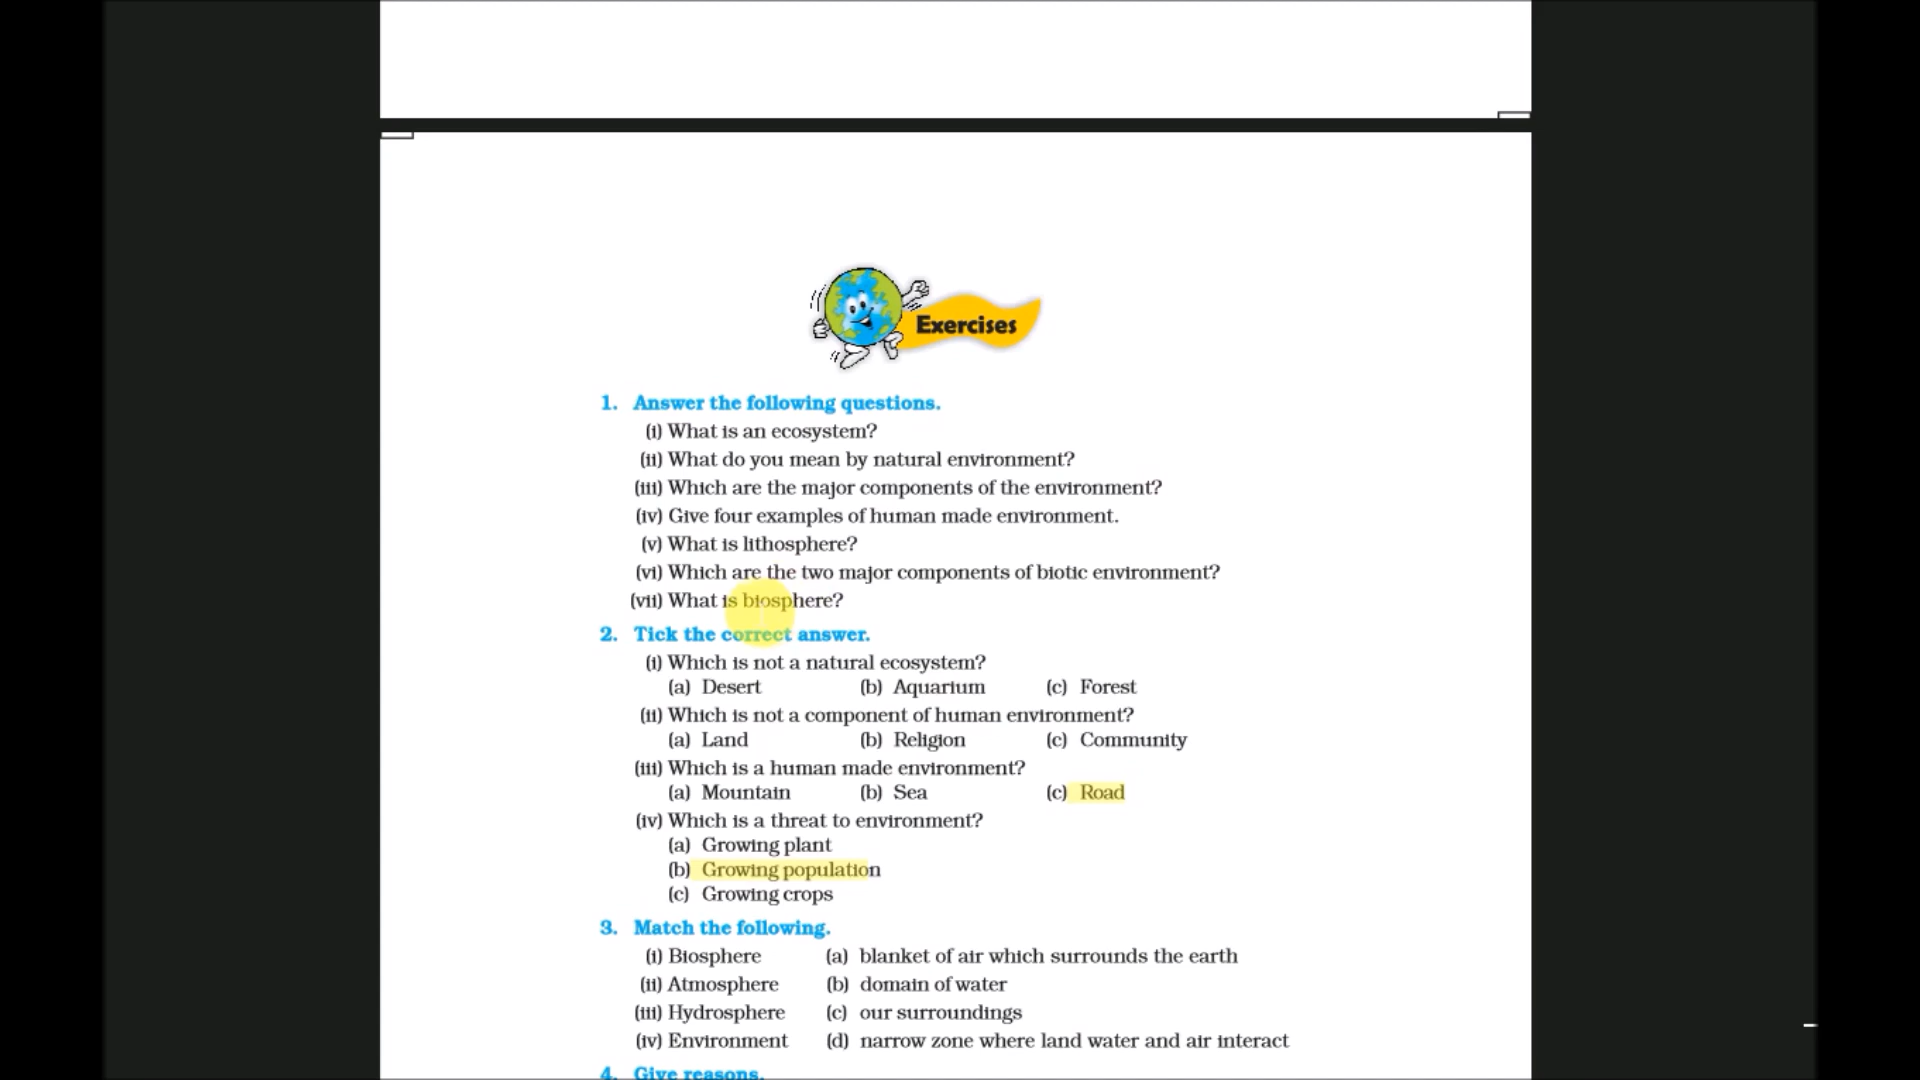 Exercises
1. Answer the following questions.
(i) What is an ecosystem?
(ii) What do you mean by natural environment?
(iii) Which are the major components of the environment?
(iv) Give four examples of human made environment.
(v) What is lithosphere?
(vi) Which are the two major components of biotic environment?
(vii) What is biosphere?
2. Tick the correct answer.
(i) Which is not a natural ecosystem?
(a) Desert (b) Aquarium (c) Forest
(ii) Which is not a component of human environment?
(a) Land (b) Religion (c) Community
(iii) Which is a human made environment?
(a) Mountain (b) Sea (c) Road
(iv) Which is a threat to environment?
(a) Growing plant
(b) Growing population
(c) Growing crops
3. Match the following.
(i) Biosphere (a) blanket of air which surrounds the earth
(ii) Atmosphere (b) domain of water
(iii) Hydrosphere (c) our surroundings
(iv) Environment (d) narrow zone where land water and air interact
4. Give reasons.